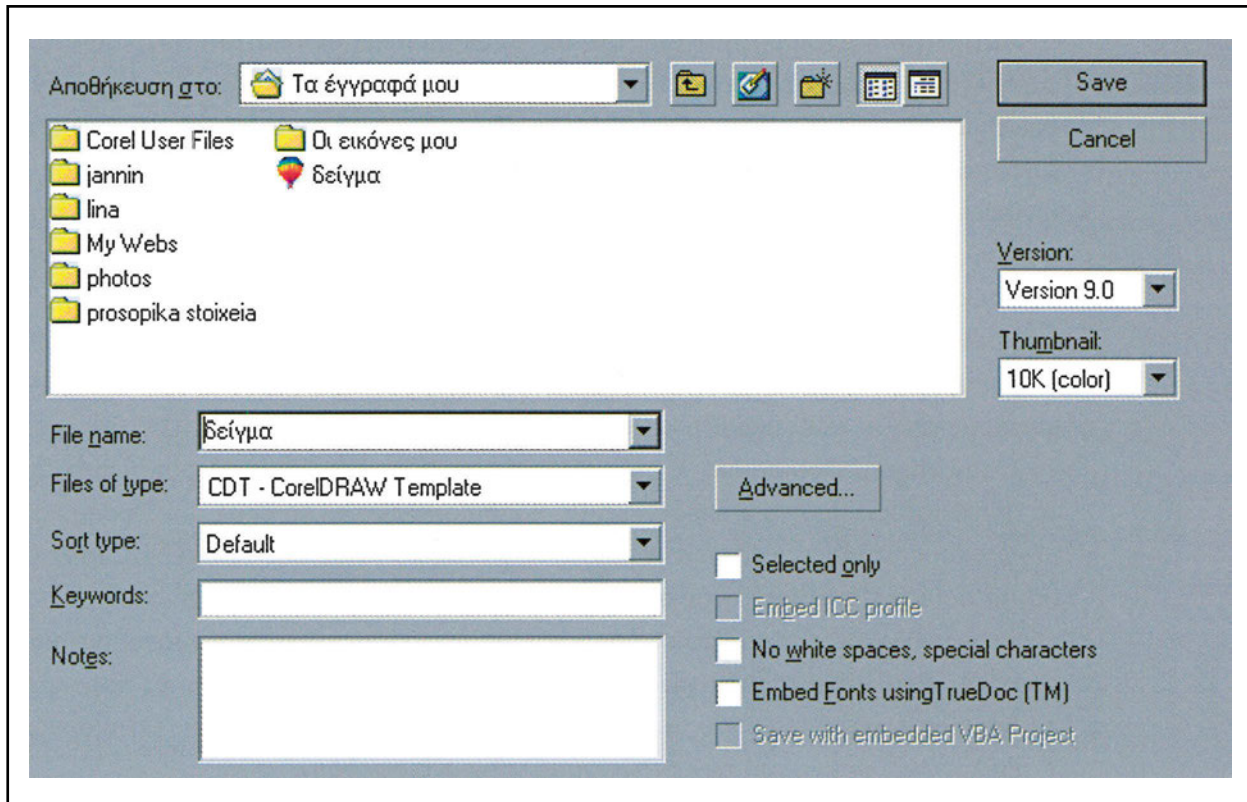 Αποθήκευση στο: Τα έγγραφά μου
Save
Cancel
Corel User Files
jannin
lina
My Webs
photos
prosopika stoixeia
Οι εικόνες μου
δείγμα
Version:
Version 9.0
Thumbnail:
10K (color)
File name: δείγμα
Files of type: CDT - CorelDRAW Template
Sort type: Default
Keywords:
Notes:
Advanced...
Selected only
Embed ICC profile
No white spaces, special characters
Embed Fonts usingTrueDoc (TM)
Save with embedded VBA Project